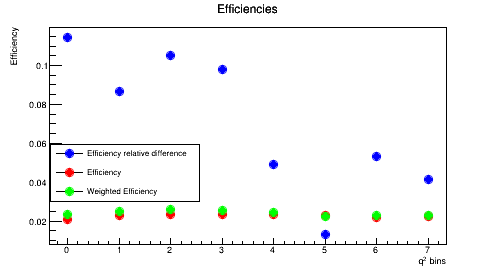 Efficiencies
Efficiency
0.1
0.08
0.06
0.04
0.02
Efficiency relative difference
Efficiency
Weighted Efficiency
0 1 2 3 4 5 6 7
q² bins